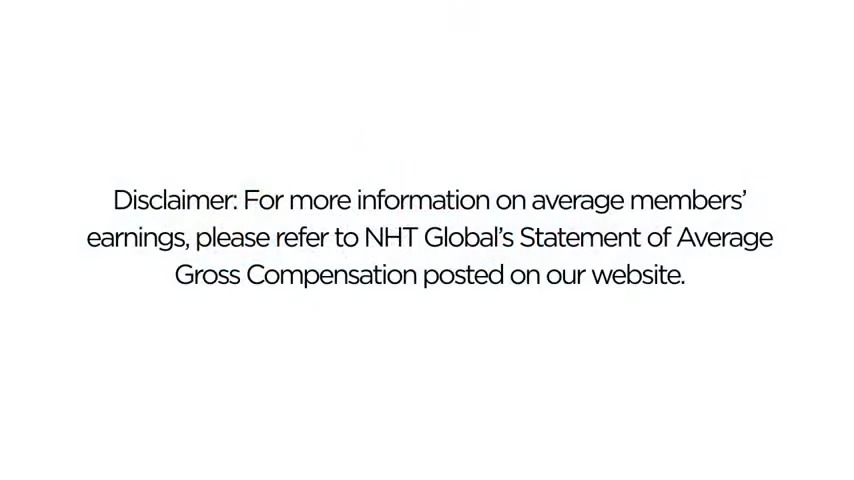 Disclaimer: For more information on average members’
earnings, please refer to NHT Global’s Statement of Average
Gross Compensation posted on our website.